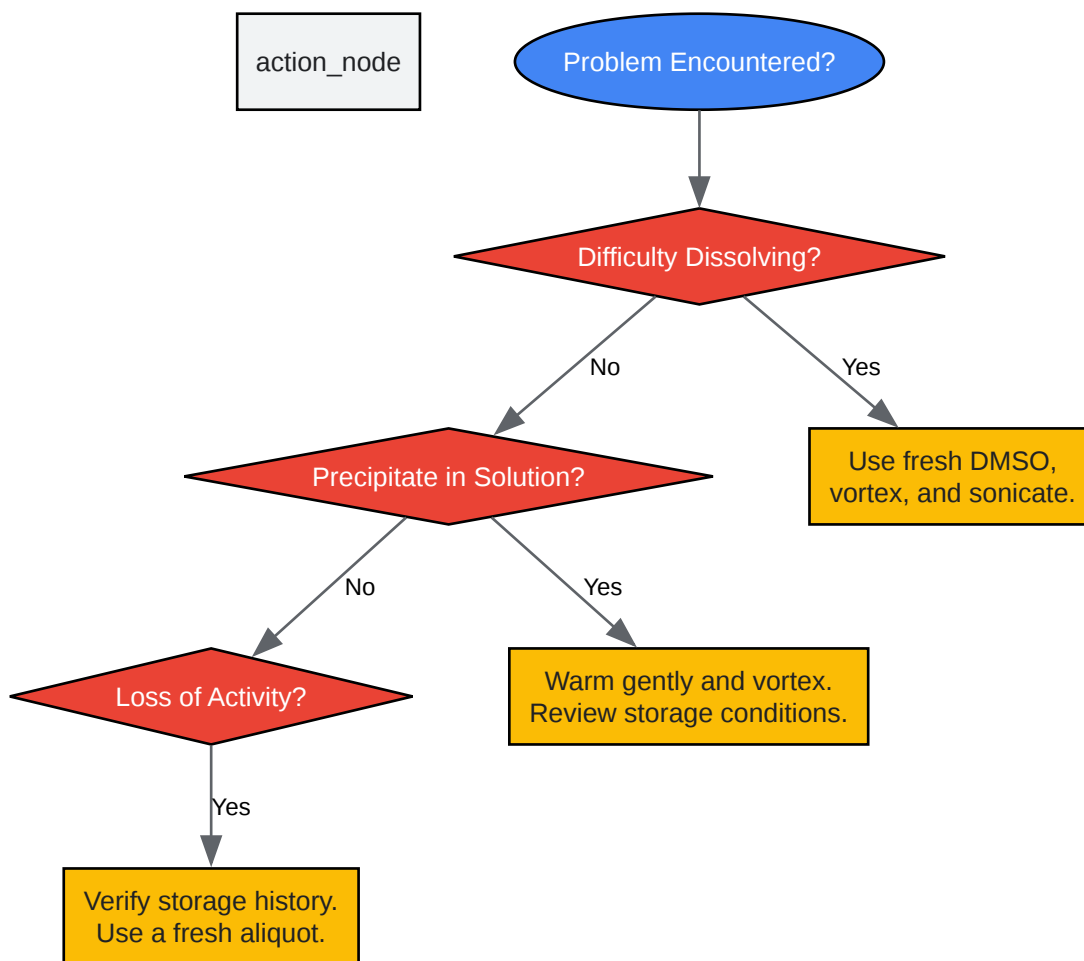 action_node
Problem Encountered?
Difficulty Dissolving?
No
Yes
Precipitate in Solution?
Use fresh DMSO,
vortex, and sonicate.
No
Yes
Loss of Activity?
Warm gently and vortex.
Review storage conditions.
Yes
Verify storage history.
Use a fresh aliquot.